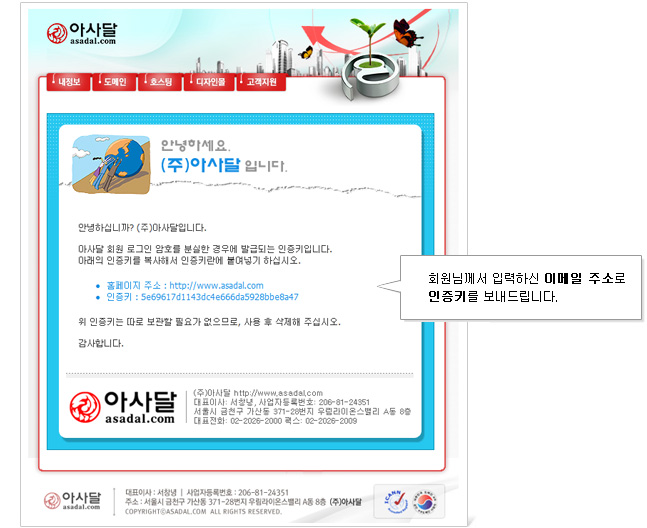 아사달
asadal.com
내정보
도메인
호스팅
디자인몰
고객지원
안녕하세요.
(주)아사달 입니다.
안녕하십니까? (주)아사달입니다.
아사달 회원 로그인 암호를 분실한 경우에 발급되는 인증키입니다.
아래의 인증키를 복사해서 인증키란에 붙여넣기 하십시오.
• 홈페이지 주소 : http://www.asadal.com
• 인증키 : 5e69617d1143dc4e666da5928bbe8a47
회원님께서 입력하신 이메일 주소로
인증키를 보내드립니다.
위 인증키는 따로 보관할 필요가 없으므로, 사용 후 삭제해 주십시오.
감사합니다.
아사달
asadal.com
(주)아사달 http://www.asadal.com
대표이사: 서창녕, 사업자등록번호: 206-81-24351
서울시 금천구 가산동 371-28번지 우림라이온스밸리 A동 8층
대표전화: 02-2026-2000 팩스: 02-2026-2009
아사달
asadal.com
대표이사 : 서창녕 | 사업자등록번호 : 206-81-24351
주소 : 서울시 금천구 가산동 371-28번지 우림라이온스밸리 A동 8층 (주)아사달
COPYRIGHT©ASADAL.COM ALL RIGHTS RESERVED.
ICANN